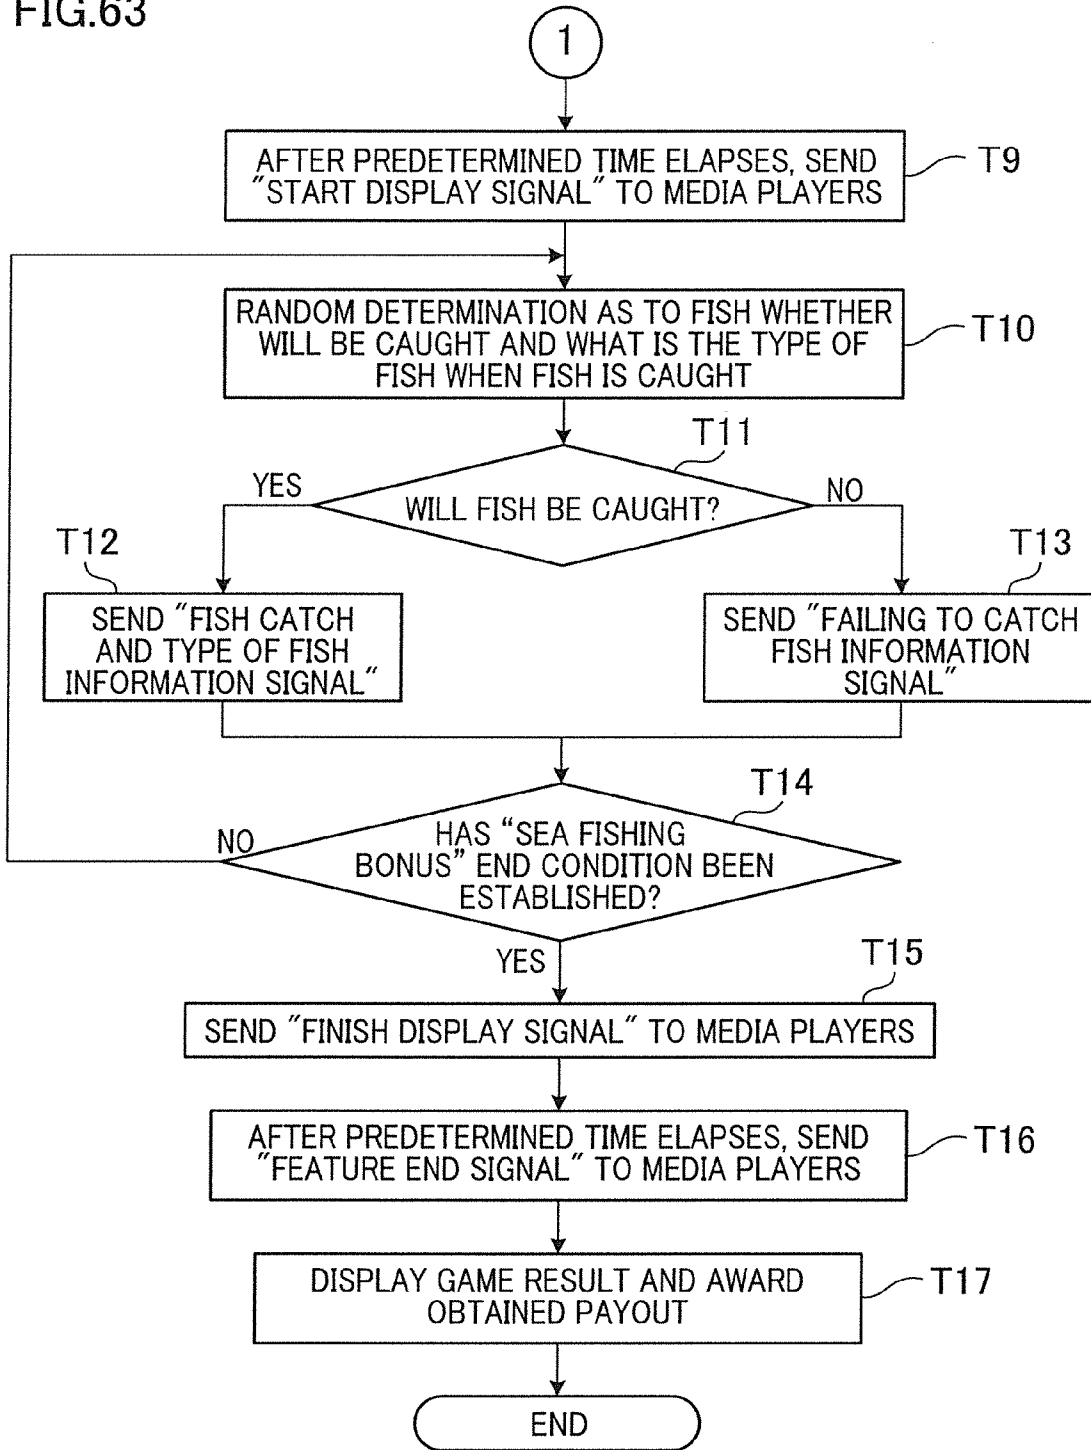 FIG.63
1
AFTER PREDETERMINED TIME ELAPSES, SEND
"START DISPLAY SIGNAL" TO MEDIA PLAYERS
T9
RANDOM DETERMINATION AS TO FISH WHETHER
WILL BE CAUGHT AND WHAT IS THE TYPE OF
FISH WHEN FISH IS CAUGHT
T10
T11
YES
WILL FISH BE CAUGHT?
NO
T12
T13
SEND "FISH CATCH
AND TYPE OF FISH
INFORMATION SIGNAL"
SEND "FAILING TO CATCH
FISH INFORMATION
SIGNAL"
T14
NO
HAS "SEA FISHING
BONUS" END CONDITION BEEN
ESTABLISHED?
YES
T15
SEND "FINISH DISPLAY SIGNAL" TO MEDIA PLAYERS
AFTER PREDETERMINED TIME ELAPSES, SEND
"FEATURE END SIGNAL" TO MEDIA PLAYERS
T16
DISPLAY GAME RESULT AND AWARD
OBTAINED PAYOUT
T17
END